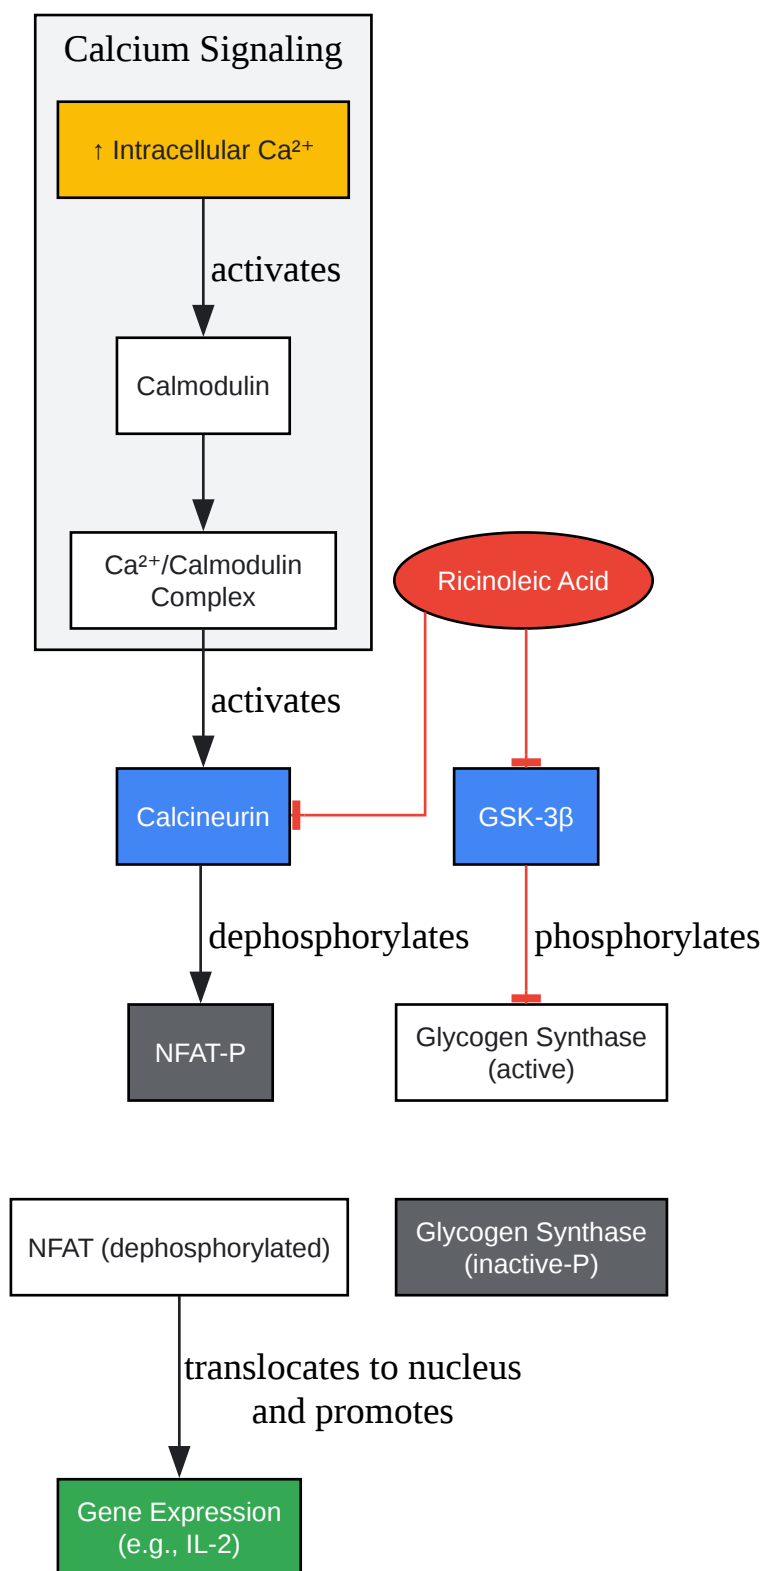 Calcium Signaling
↑ Intracellular Ca²⁺
activates
Calmodulin
Ca²⁺/Calmodulin
Complex
Ricinoleic Acid
activates
Calcineurin
GSK-3β
dephosphorylates
phosphorylates
NFAT-P
Glycogen Synthase
(active)
NFAT (dephosphorylated)
Glycogen Synthase
(inactive-P)
translocates to nucleus
and promotes
Gene Expression
(e.g., IL-2)